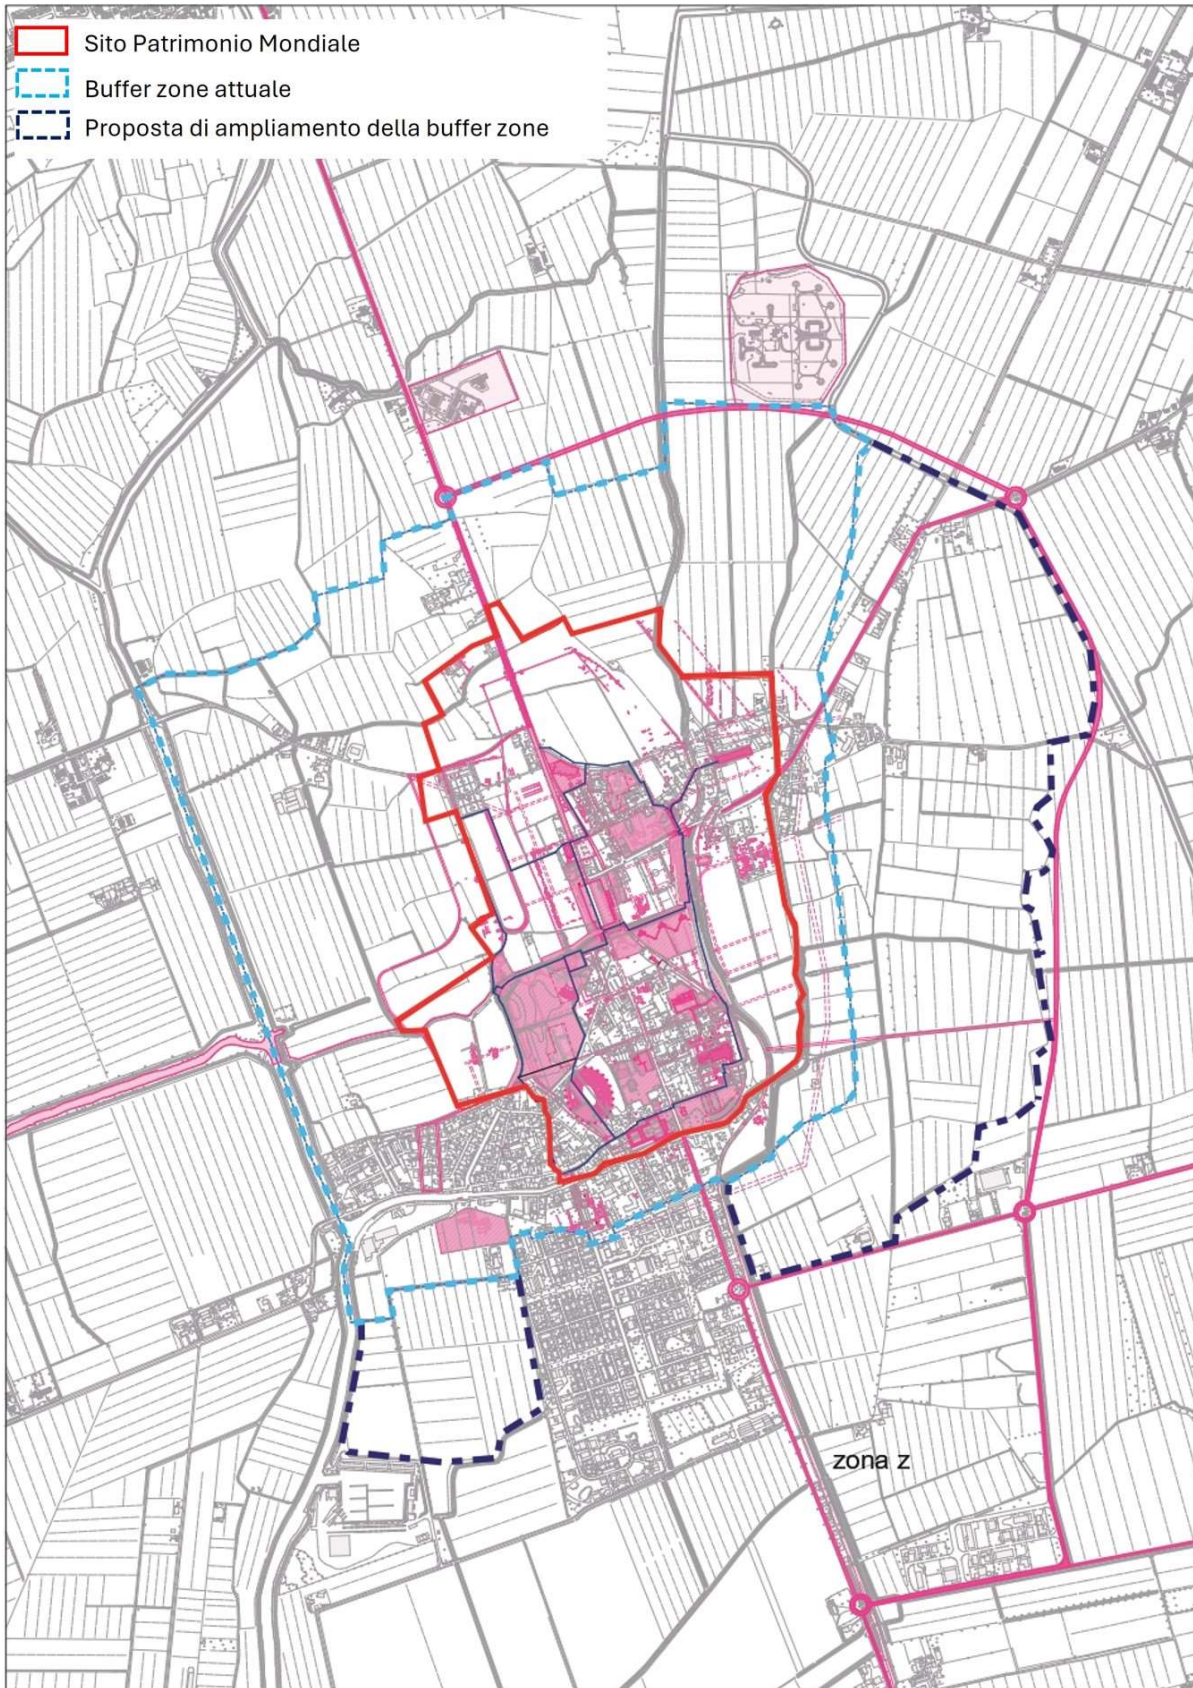 Sito Patrimonio Mondiale
Buffer zone attuale
Proposta di ampliamento della buffer zone
zona z